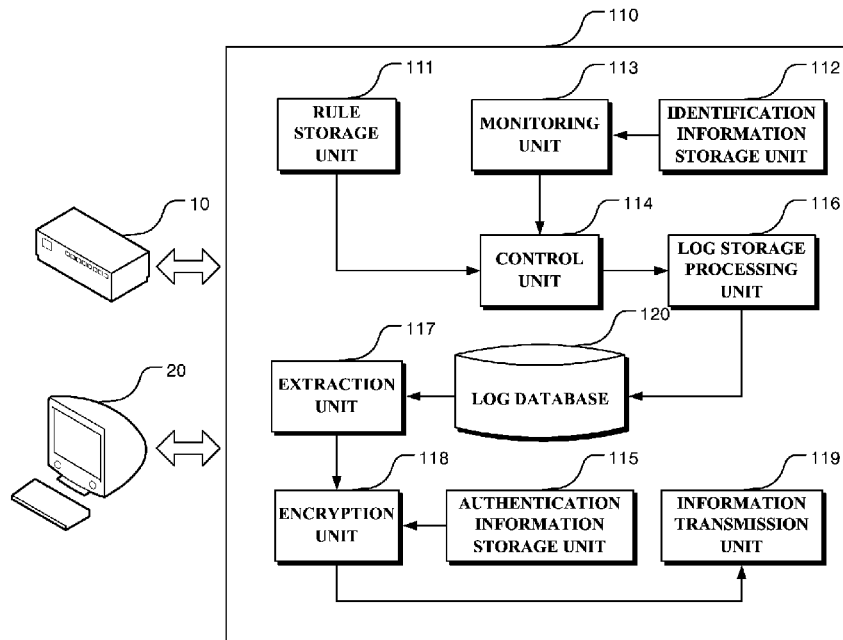 110
111
113
112
RULE
STORAGE
UNIT
MONITORING
UNIT
IDENTIFICATION
INFORMATION
STORAGE UNIT
10
114
116
CONTROL
UNIT
LOG STORAGE
PROCESSING
UNIT
117
120
20
EXTRACTION
UNIT
LOG DATABASE
118
115
119
ENCRYPTION
UNIT
AUTHENTICATION
INFORMATION
STORAGE UNIT
INFORMATION
TRANSMISSION
UNIT